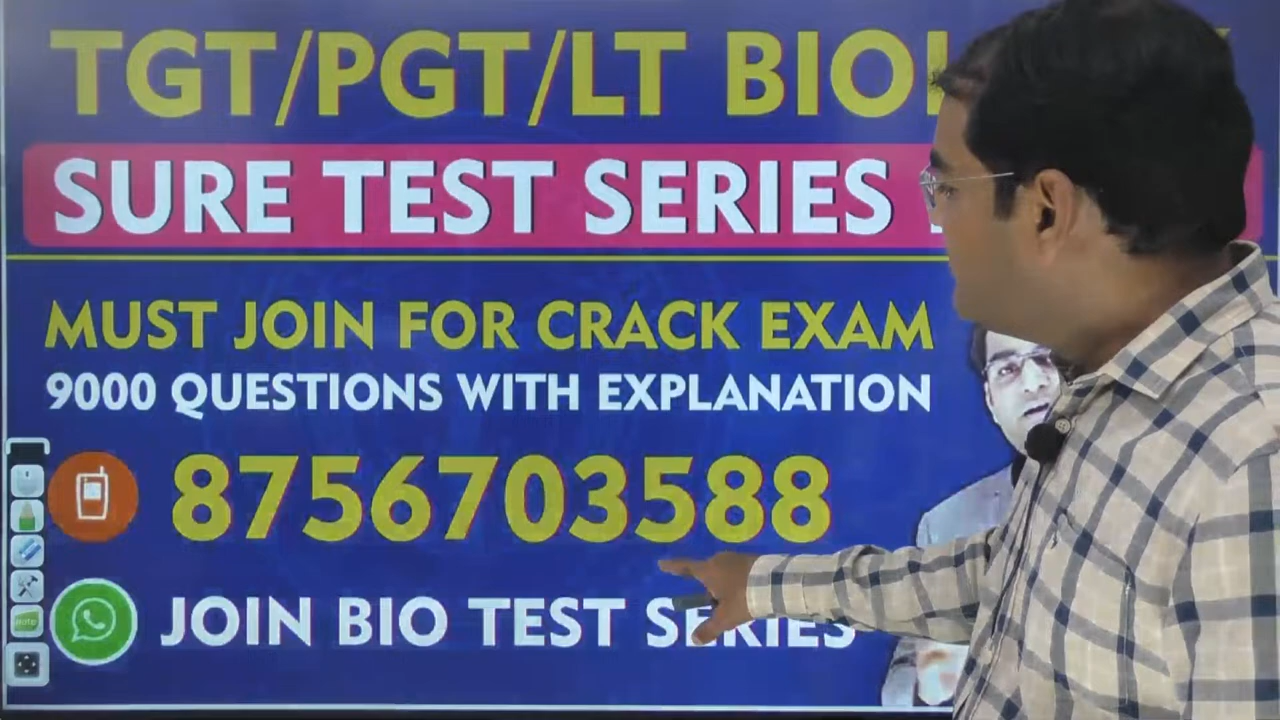 TGT/PGT/LT
SURE TEST SERIES
MUST JOIN FOR CRACK EXAM
9000 QUESTIONS WITH EXPLANATION
8756703588
JOIN BIO TEST SERIES